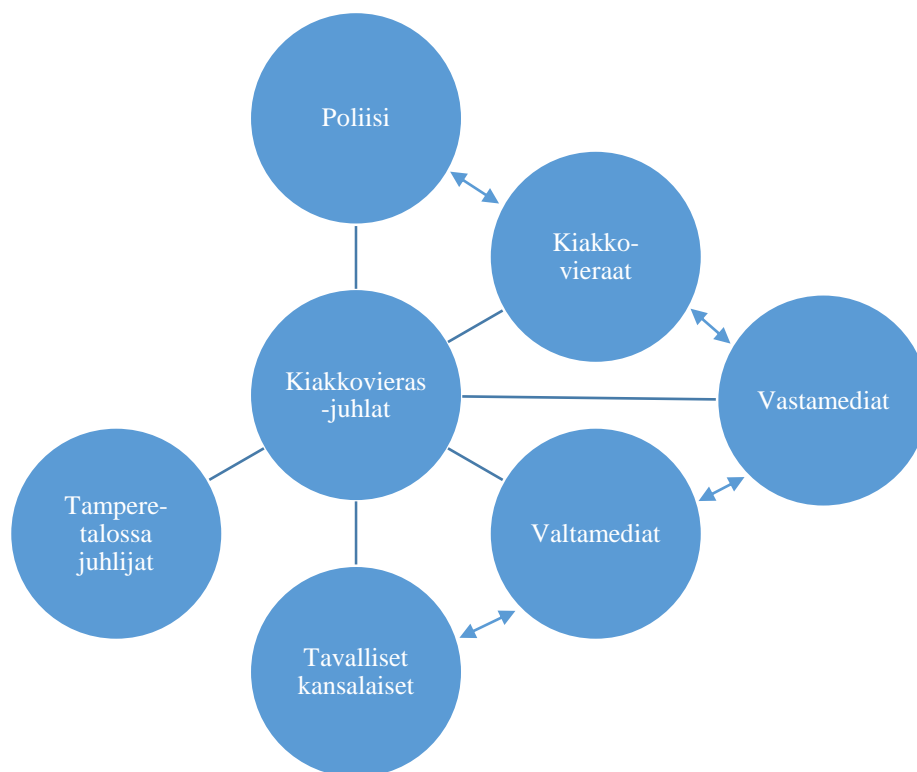 Poliisi
Kiakko-
vieraat
Kiakkovieras
-juhlat
Vastamediat
Tampere-
talossa
juhlijat
Valtamediat
Tavalliset
kansalaiset